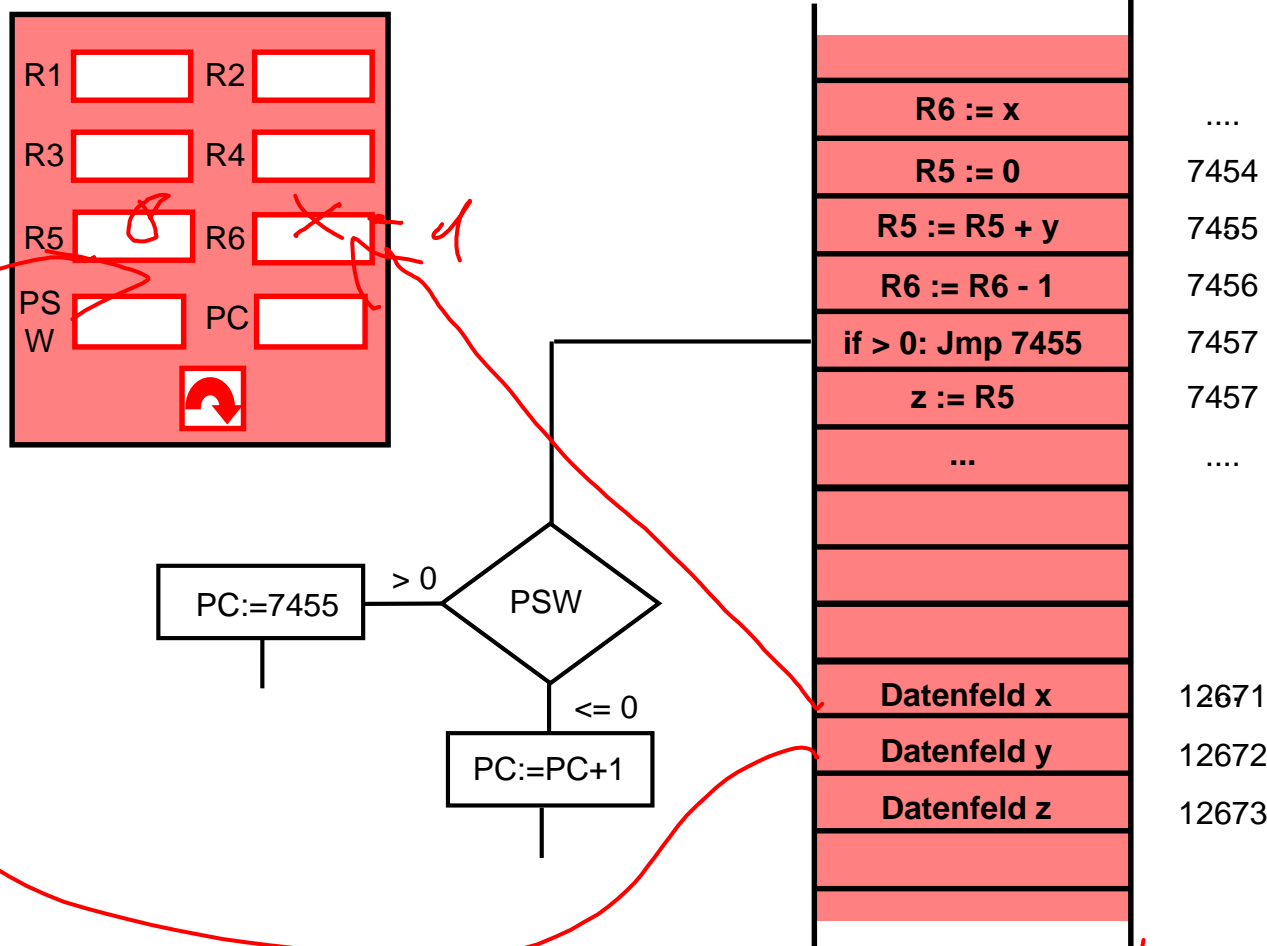 R1 R2
R3 R4
R5 R6
PS
W
PC
R6 := x ....
R5 := 0 7454
R5 := R5 + y 7455
R6 := R6 - 1 7456
if > 0: Jmp 7455 7457
z := R5 7457
... ....
PC:=7455
> 0
PSW
<= 0
PC:=PC+1
Datenfeld x 12671
Datenfeld y 12672
Datenfeld z 12673